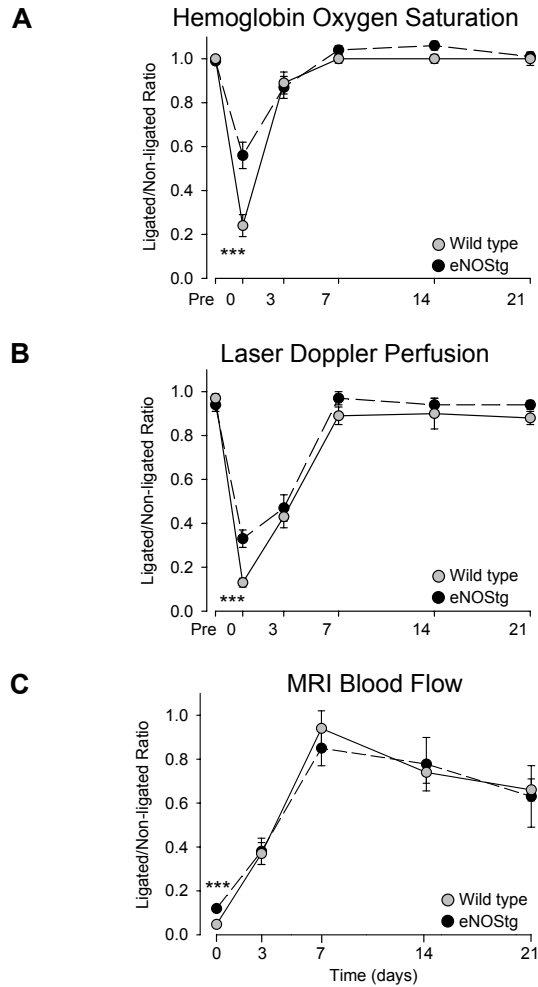 A
Hemoglobin Oxygen Saturation
Ligated/Non-ligated Ratio
1.0
0.8
0.6
0.4
0.2
0.0
***
Wild type
eNOStg
Pre 0 3 7 14 21
B
Laser Doppler Perfusion
Ligated/Non-ligated Ratio
1.0
0.8
0.6
0.4
0.2
0.0
***
Wild type
eNOStg
Pre 0 3 7 14 21
C
MRI Blood Flow
Ligated/Non-ligated Ratio
1.0
0.8
0.6
0.4
0.2
0.0
***
Wild type
eNOStg
0 3 7 14 21
Time (days)